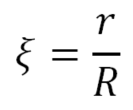 ξ = r/R